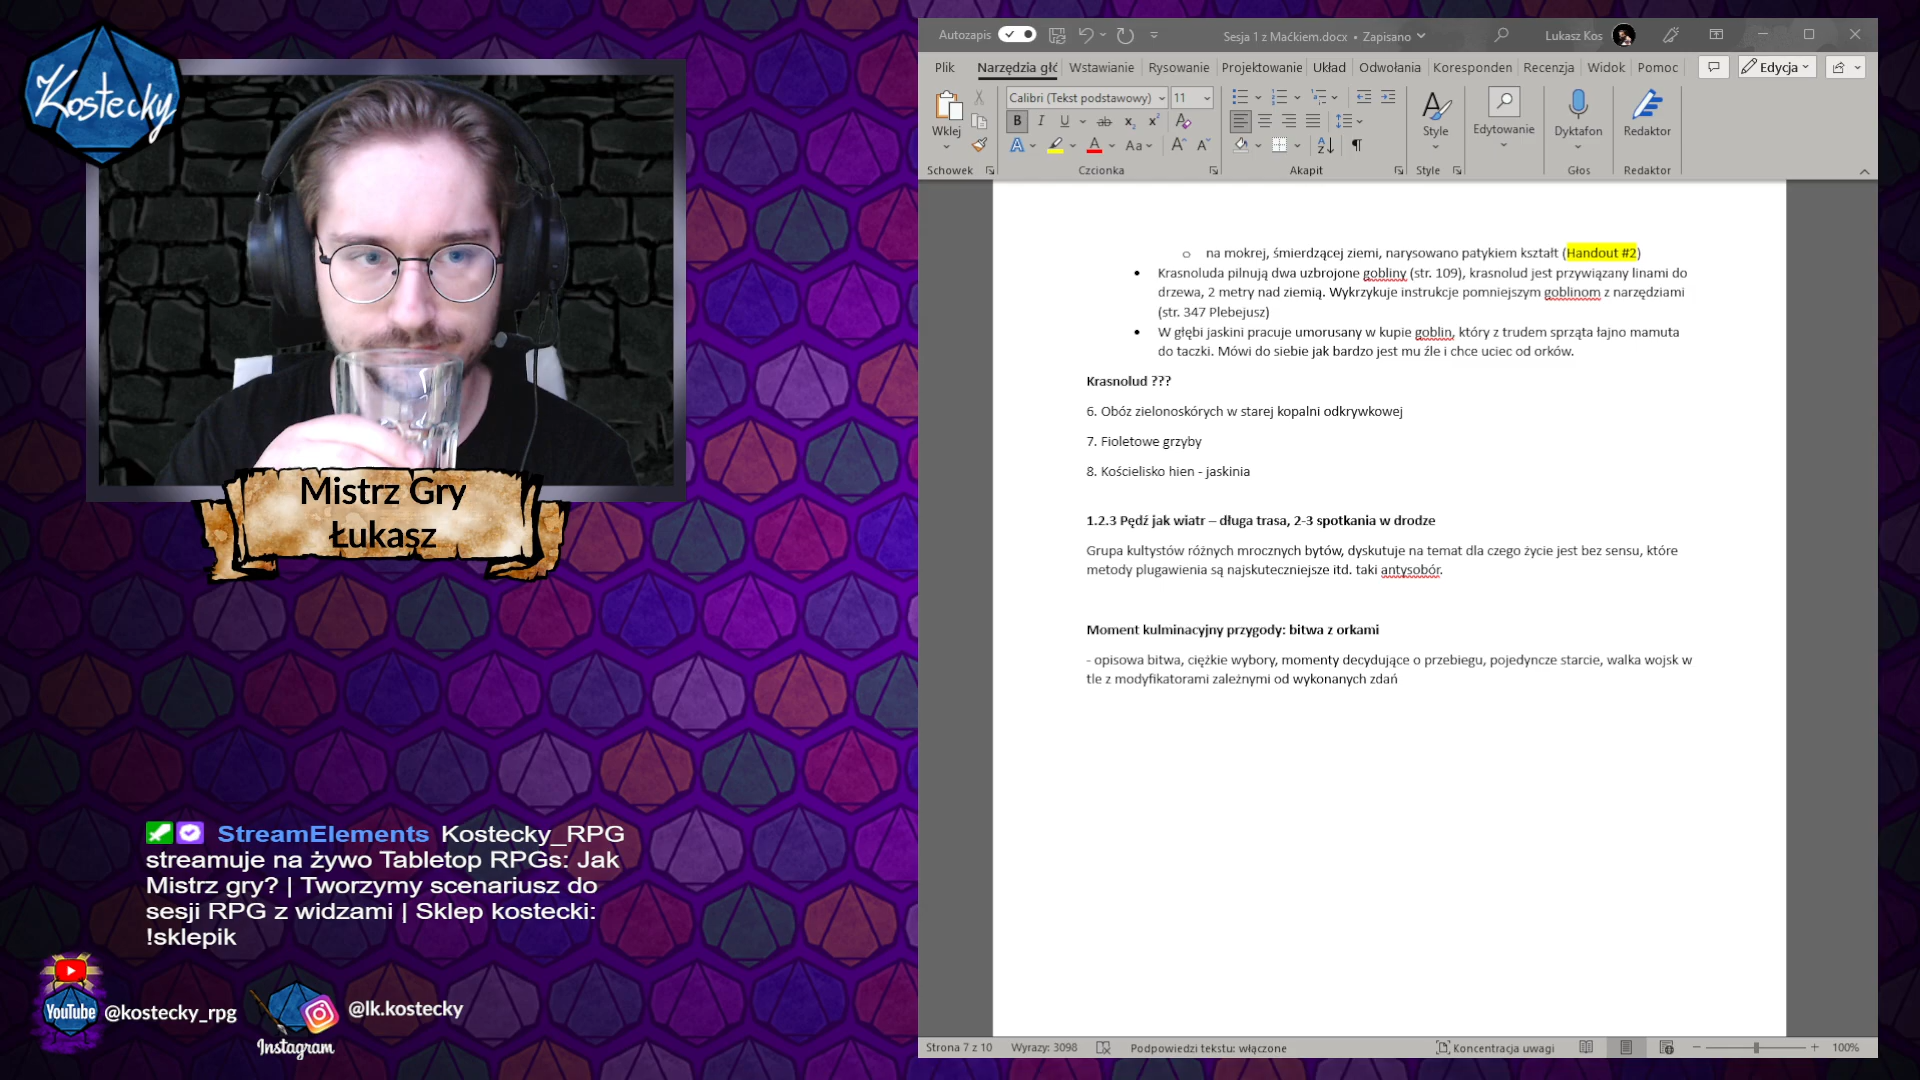 Kostecky
Mistrz Gry
Łukasz
StreamElements Kostecky_RPG
streamuje na żywo Tabletop RPGs: Jak
Mistrz gry? | Tworzymy scenariusz do
sesji RPG z widzami | Sklep kostecki:
!sklepik
YouTube @kostecky_rpg
Instagram @lk.kostecky
Autozapis
Sesja 1 z Maćkiem.docx • Zapisano
Lukasz Kos
Plik Narzędzia głć Wstawianie Rysowanie Projektowanie Układ Odwołania Koresponden Recenzja Widok Pomoc Edycja
Wklej
Calibri (Tekst podstawowy) 11
B I U ab x₂ x² A
A A Aa A A
Style Edytowanie Dyktafon Redaktor
Schowek Czcionka Akapit Style Głos Redaktor
o na mokrej, śmierdzącej ziemi, narysowano patykiem kształt (Handout #2)
• Krasnoluda pilnują dwa uzbrojone gobliny (str. 109), krasnolud jest przywiązany linami do
drzewa, 2 metry nad ziemią. Wykrzykuje instrukcje pomniejszym goblinom z narzędziami
(str. 347 Plebejusz)
• W głębi jaskini pracuje umorusany w kupie goblin, który z trudem sprząta łajno mamuta
do taczki. Mówi do siebie jak bardzo jest mu źle i chce uciec od orków.
Krasnolud ???
6. Obóz zielonoskórych w starej kopalni odkrywkowej
7. Fioletowe grzyby
8. Kościelisko hien - jaskinia
1.2.3 Pędź jak wiatr – długa trasa, 2-3 spotkania w drodze
Grupa kultystów różnych mrocznych bytów, dyskutuje na temat dla czego życie jest bez sensu, które
metody plugawienia są najskuteczniejsze itd. taki antysobór.
Moment kulminacyjny przygody: bitwa z orkami
- opisowa bitwa, ciężkie wybory, momenty decydujące o przebiegu, pojedyncze starcie, walka wojsk w
tle z modyfikatorami zależnymi od wykonanych zdań
Strona 7 z 10 Wyrazy: 3098 Podpowiedzi tekstu: włączone Koncentracja uwagi 100%